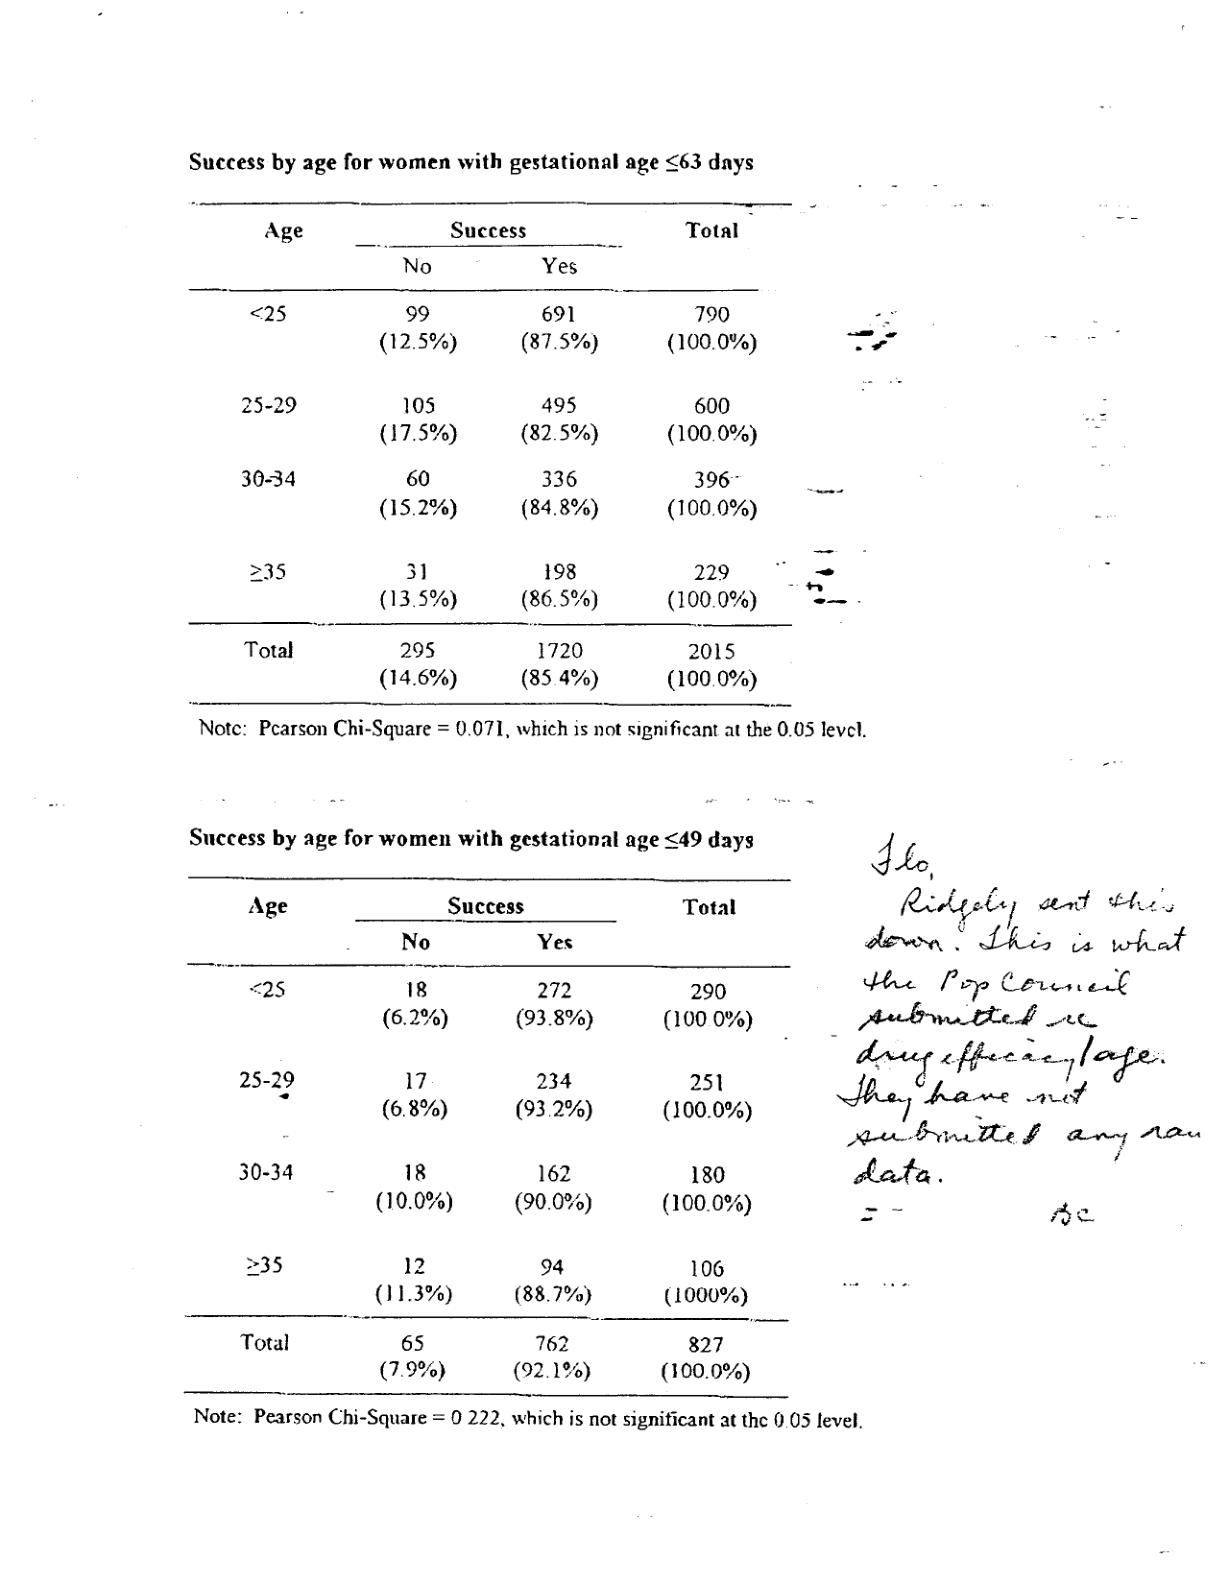 Success by age for women with gestational age ≤63 days
Age Success Total
No Yes
<25 99 691 790
(12.5%) (87.5%) (100.0%)
25-29 105 495 600
(17.5%) (82.5%) (100.0%)
30-34 60 336 396
(15.2%) (84.8%) (100.0%)
≥35 31 198 229
(13.5%) (86.5%) (100.0%)
Total 295 1720 2015
(14.6%) (85.4%) (100.0%)
Note: Pearson Chi-Square = 0.071, which is not significant at the 0.05 level.
Success by age for women with gestational age ≤49 days
Age Success Total
No Yes
<25 18 272 290
(6.2%) (93.8%) (100.0%)
25-29 17 234 251
(6.8%) (93.2%) (100.0%)
30-34 18 162 180
(10.0%) (90.0%) (100.0%)
≥35 12 94 106
(11.3%) (88.7%) (1000%)
Total 65 762 827
(7.9%) (92.1%) (100.0%)
Note: Pearson Chi-Square = 0.222, which is not significant at the 0.05 level.
Flo,
Ridgely sent this
down. This is what
the Pop Council
submitted re
drug efficacy/age.
They have not
submitted any raw
data.
BC